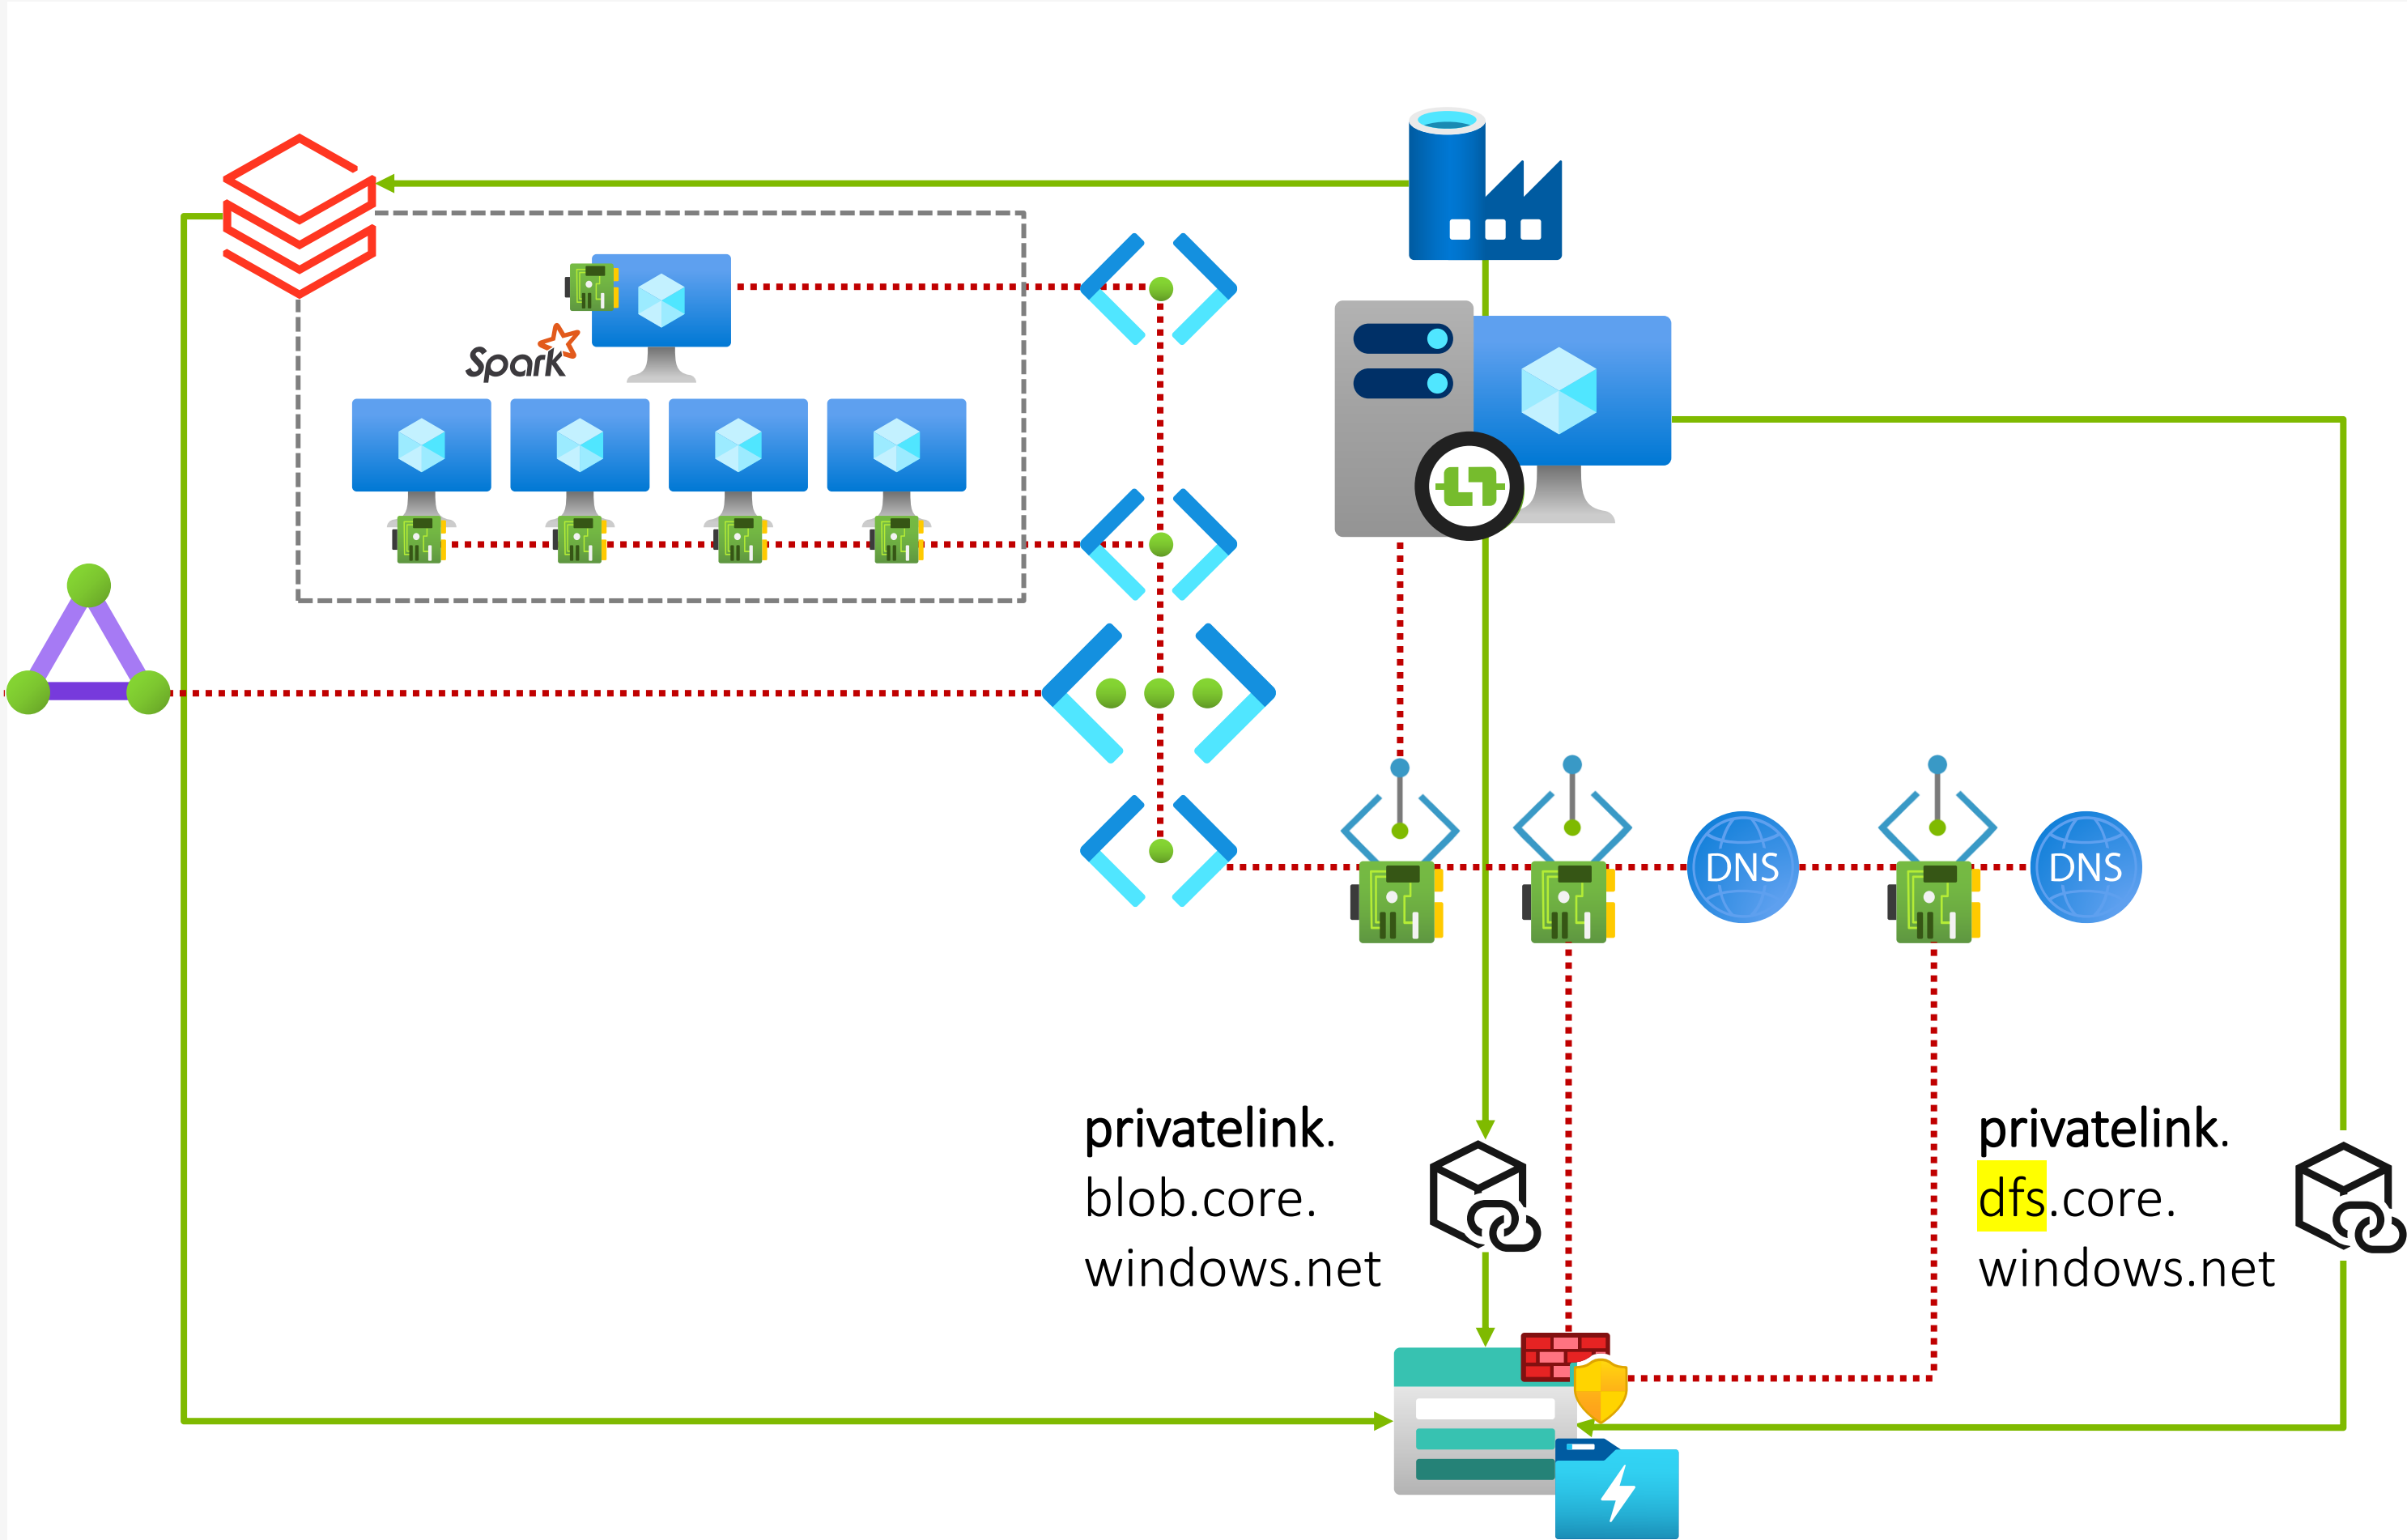 Spark
DNS
DNS
privatelink.
blob.core.
windows.net
privatelink.
dfs.core.
windows.net